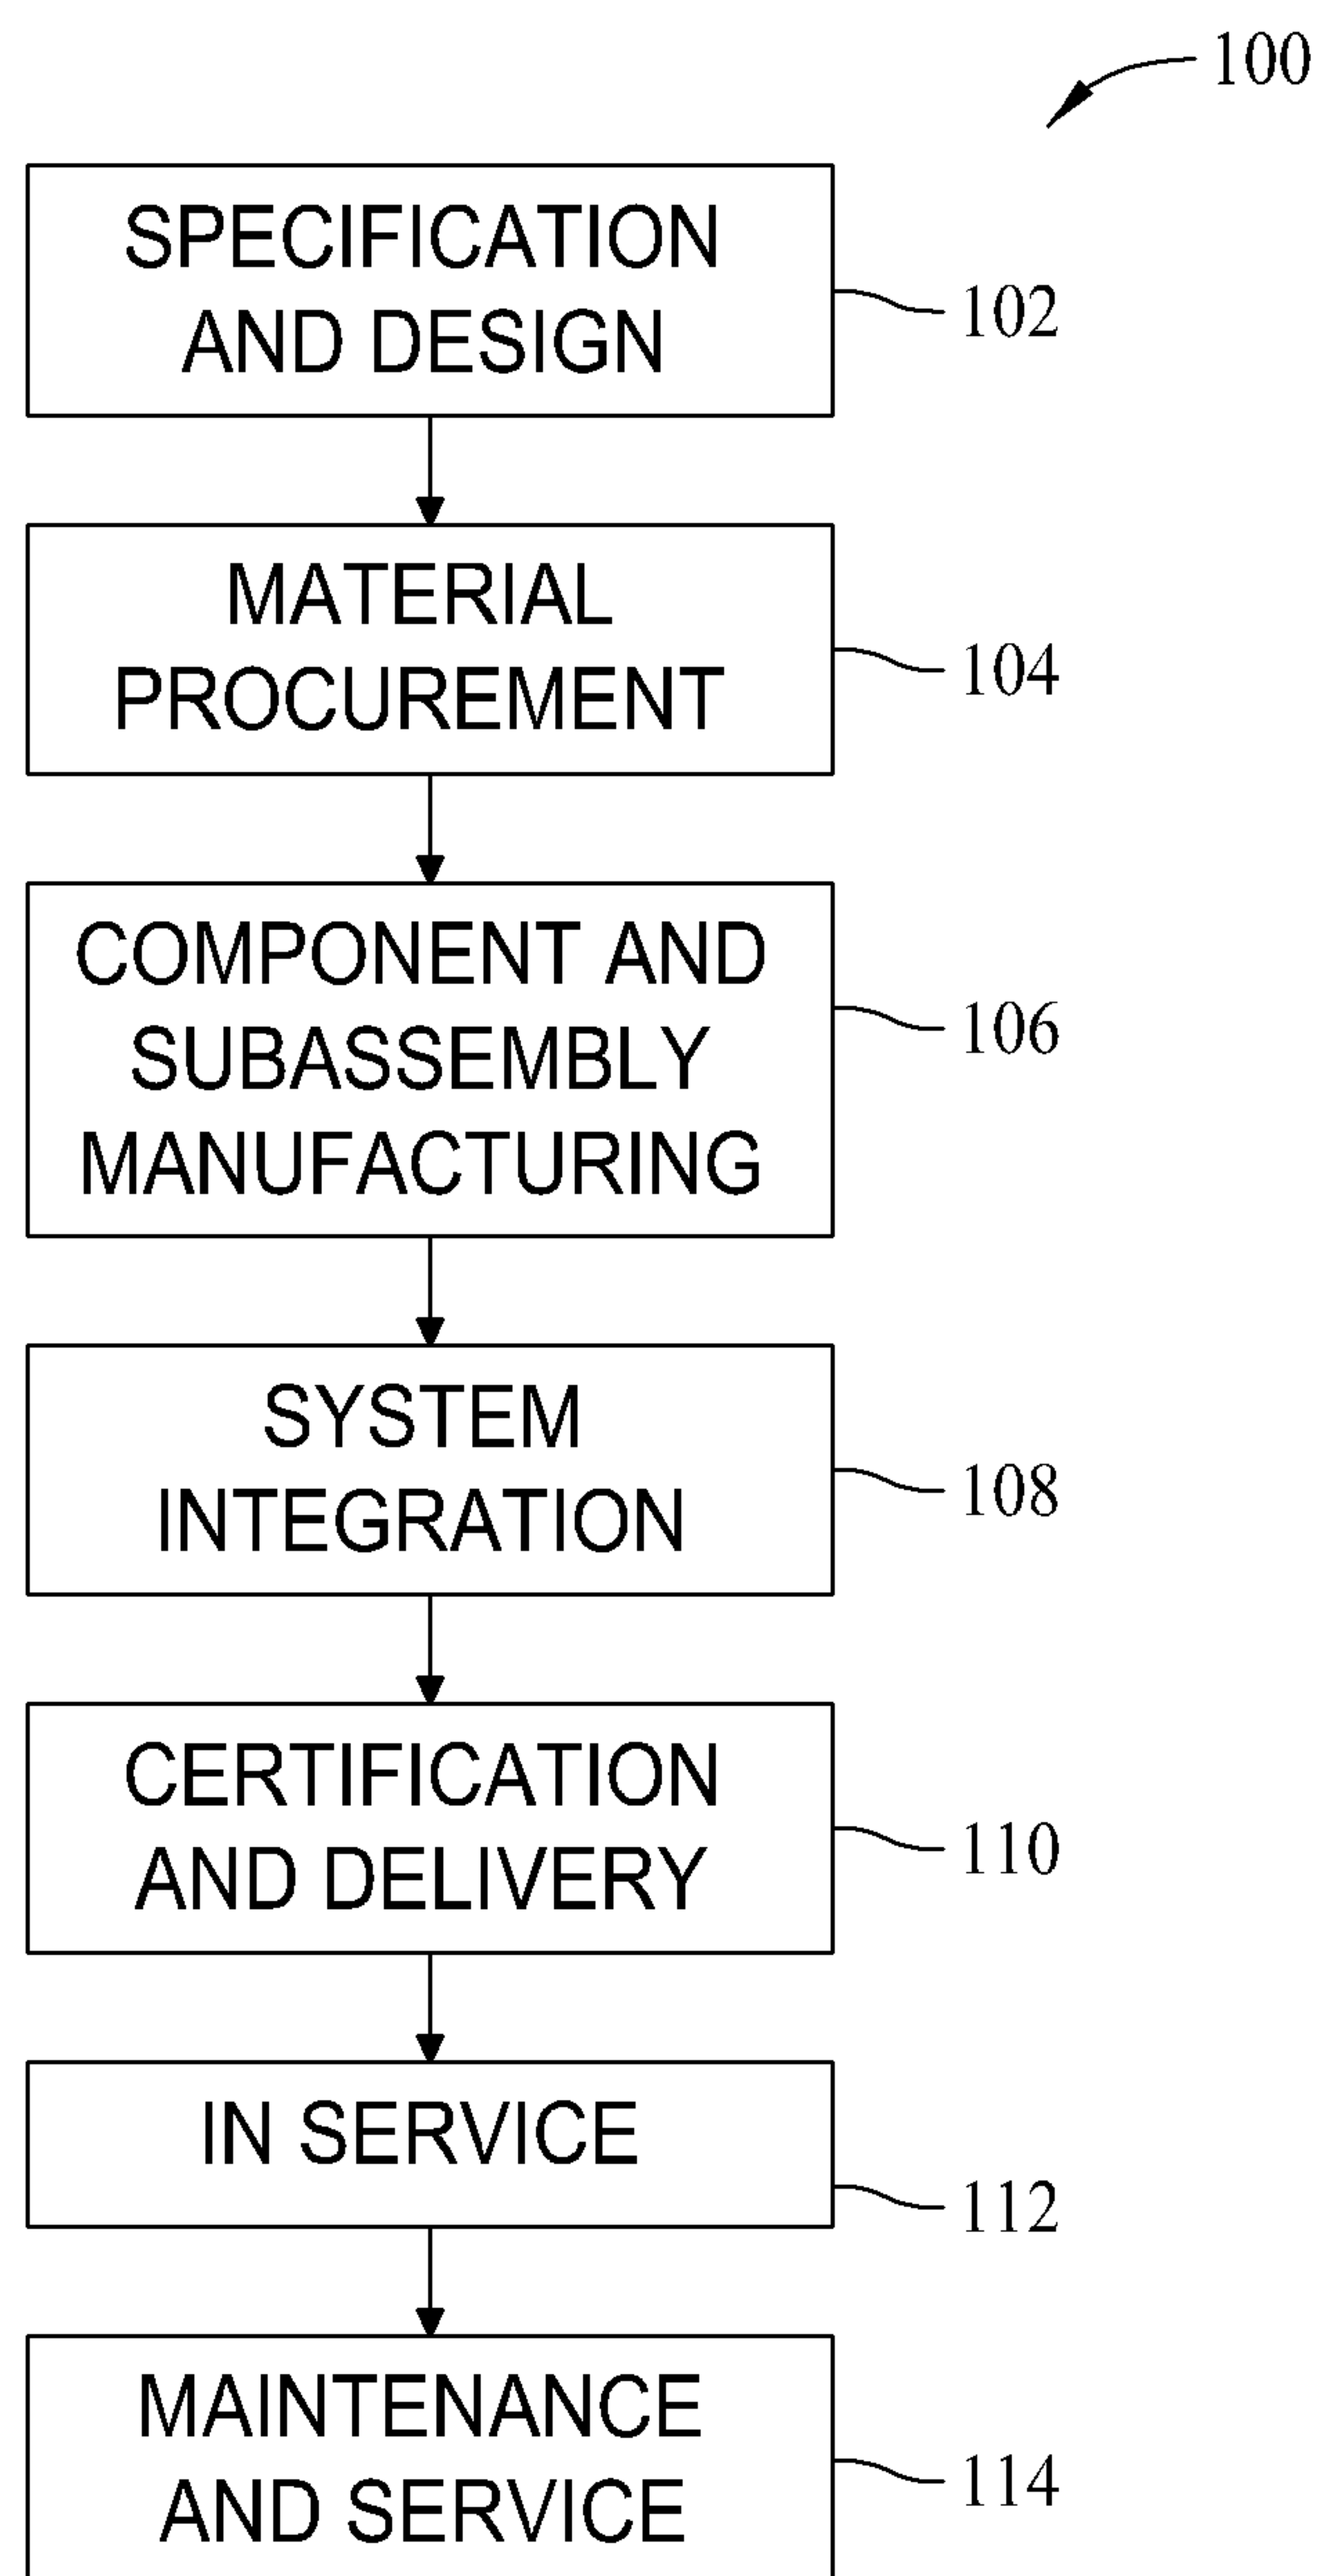 100
SPECIFICATION
AND DESIGN
102
MATERIAL
PROCUREMENT
104
COMPONENT AND
SUBASSEMBLY
MANUFACTURING
106
SYSTEM
INTEGRATION
108
CERTIFICATION
AND DELIVERY
110
IN SERVICE
112
MAINTENANCE
AND SERVICE
114